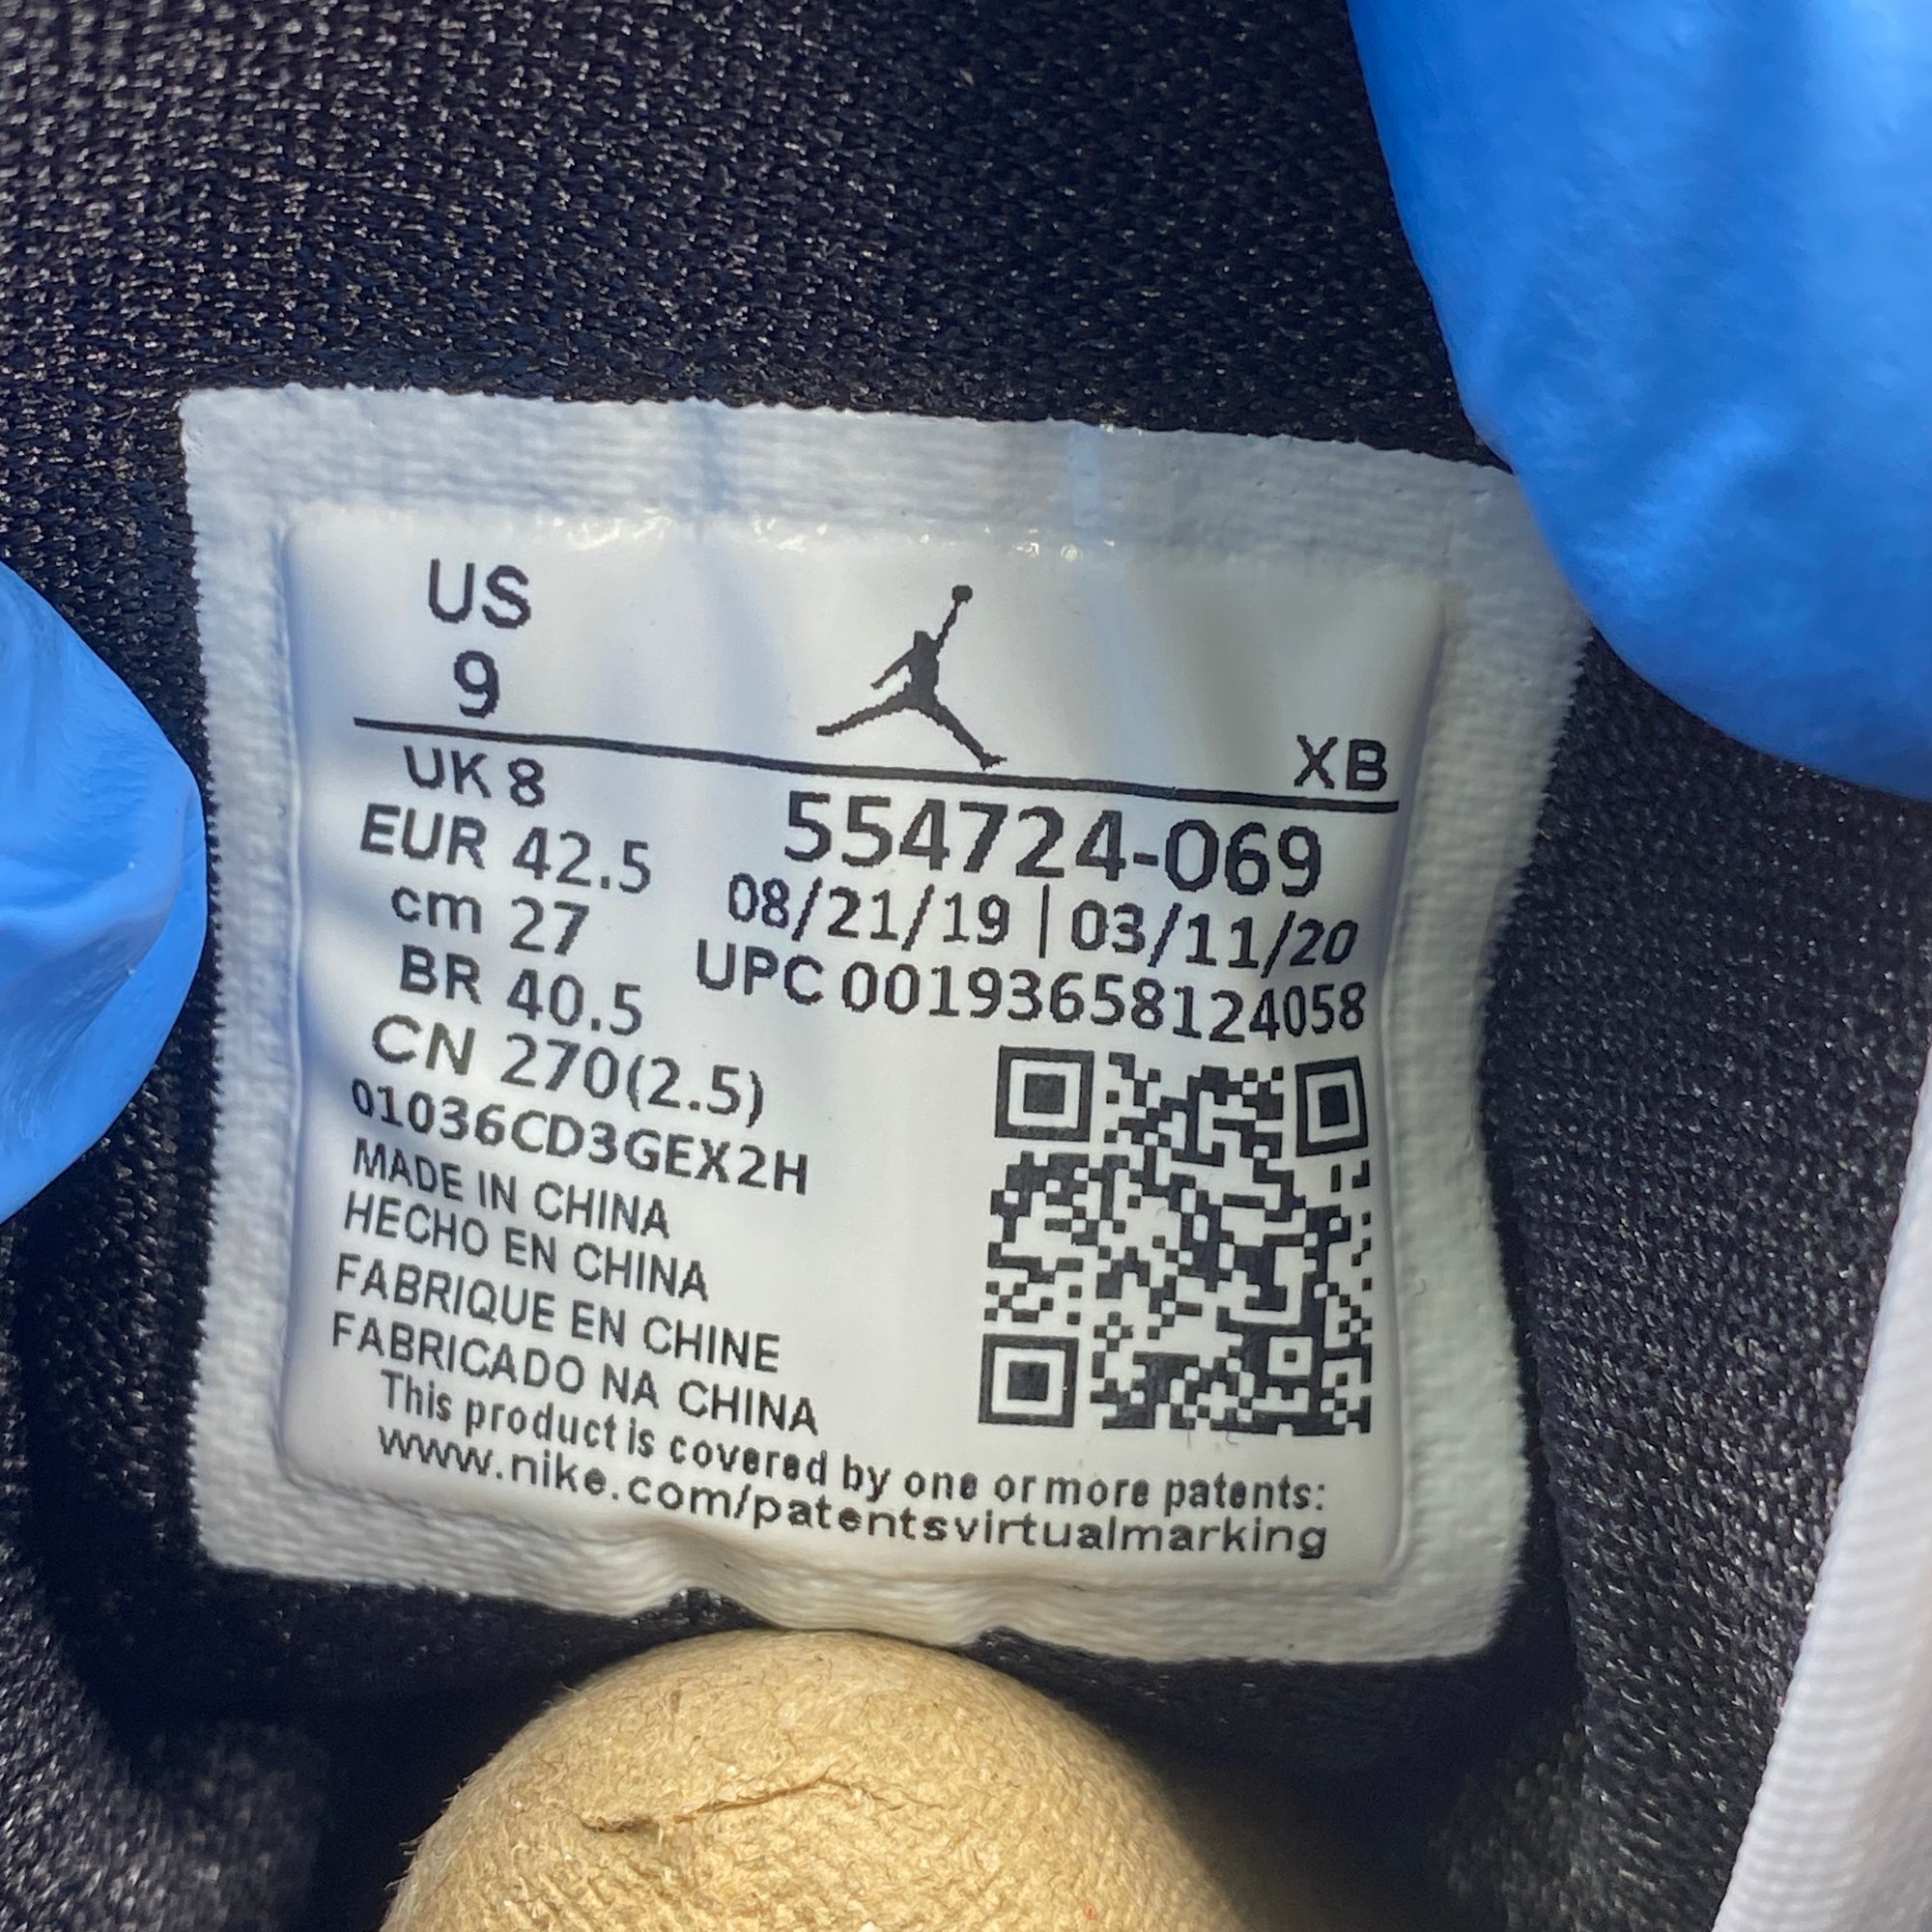 US
9
XB
UK 8
EUR 42.5
cm 27
BR 40.5
CN 270(2.5)
554724-069
08/21/19 | 03/11/20
UPC 00193658124058
01036CD3GEX2H
MADE IN CHINA
HECHO EN CHINA
FABRIQUE EN CHINE
FABRICADO NA CHINA
This product is covered by one or more patents:
www.nike.com/patentsvirtualmarking